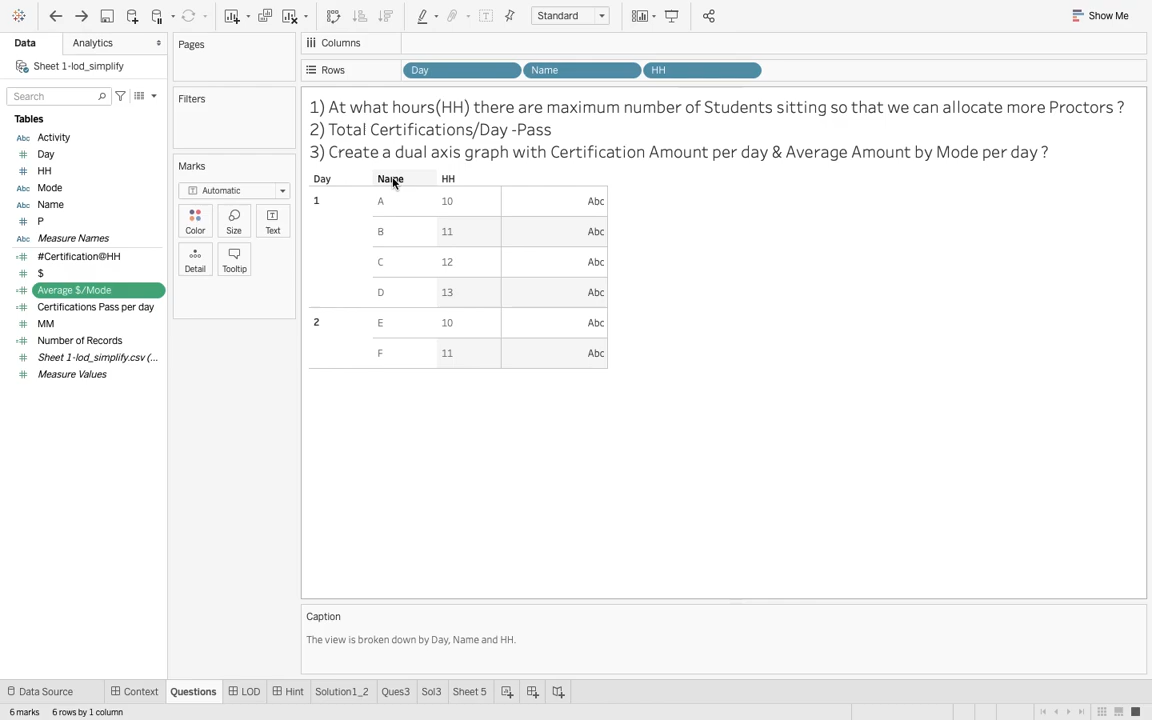 Standard
Show Me
Data
Analytics
Pages
Columns
Sheet 1-lod_simplify
Rows
Day
Name
HH
Search
Filters
Tables
Abc Activity
Day
HH
Abc Mode
Abc Name
P
Abc Measure Names
#Certification@HH
$
Average $/Mode
Certifications Pass per day
MM
Number of Records
Sheet 1-lod_simplify.csv (...
Measure Values
Marks
Automatic
Color
Size
Text
Detail
Tooltip
1) At what hours(HH) there are maximum number of Students sitting so that we can allocate more Proctors ?
2) Total Certifications/Day -Pass
3) Create a dual axis graph with Certification Amount per day & Average Amount by Mode per day ?
Day Name HH
1 A 10 Abc
B 11 Abc
C 12 Abc
D 13 Abc
2 E 10 Abc
F 11 Abc
Caption
The view is broken down by Day, Name and HH.
Data Source
Context
Questions
LOD
Hint
Solution1_2
Ques3
Sol3
Sheet 5
6 marks
6 rows by 1 column